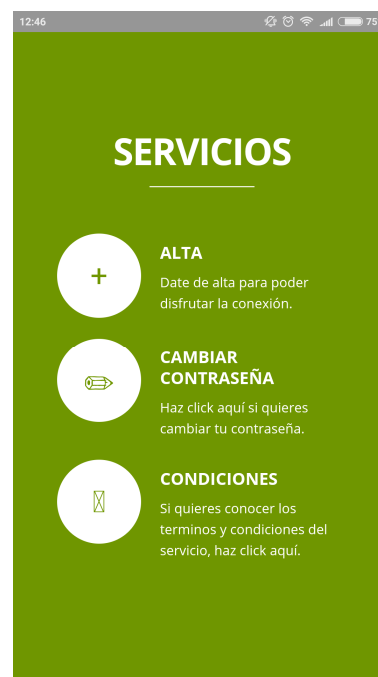 12:46
75
SERVICIOS
+
ALTA
Date de alta para poder
disfrutar la conexión.
CAMBIAR
CONTRASEÑA
Haz click aquí si quieres
cambiar tu contraseña.
CONDICIONES
Si quieres conocer los
terminos y condiciones del
servicio, haz click aquí.